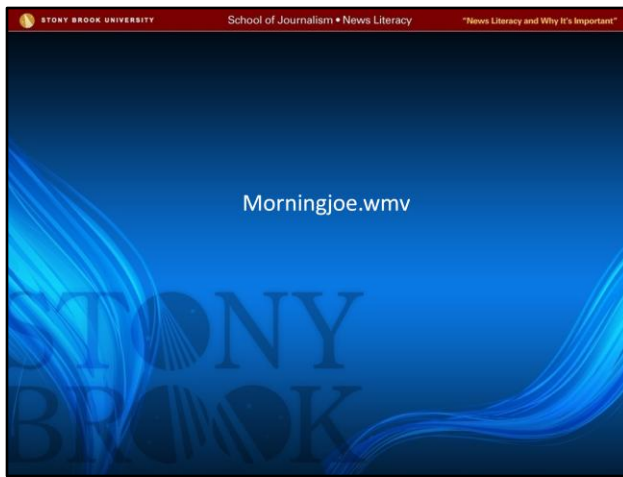 STONY BROOK UNIVERSITY School of Journalism • News Literacy "News Literacy and Why It's Important"
Morningjoe.wmv
STONY
BROOK